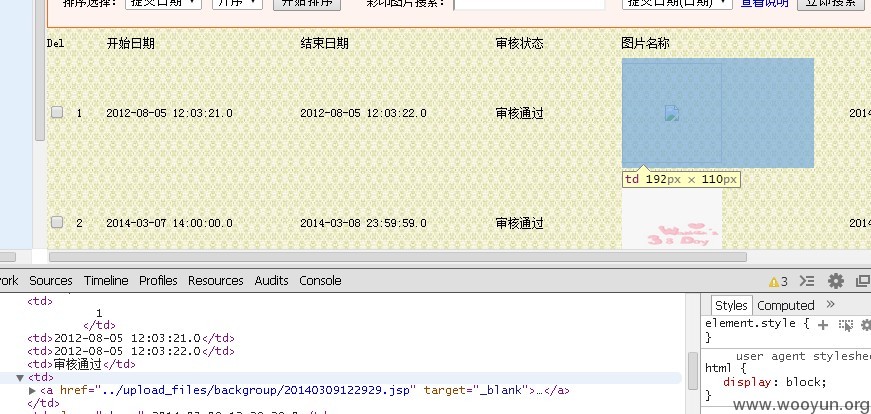 排序选择： 提交日期 升序 开始排序 彩印图片搜索： 提交日期(日期) 查看说明 立即搜索
Del 开始日期 结束日期 审核状态 图片名称
1 2012-08-05 12:03:21.0 2012-08-05 12:03:22.0 审核通过 2014
td 192px × 110px
2 2014-03-07 14:00:00.0 2014-03-08 23:59:59.0 审核通过 2014
3 8 Day
ork Sources Timeline Profiles Resources Audits Console 3
<td>
1
</td>
<td>2012-08-05 12:03:21.0</td>
<td>2012-08-05 12:03:22.0</td>
<td>审核通过</td>
<td>
<a href="../upload_files/backgroup/20140309122929.jsp" target="_blank">…</a>
</td>
Styles Computed »
element.style {
}
user agent styleshee
html {
display: block;
}
www.wooyun.org